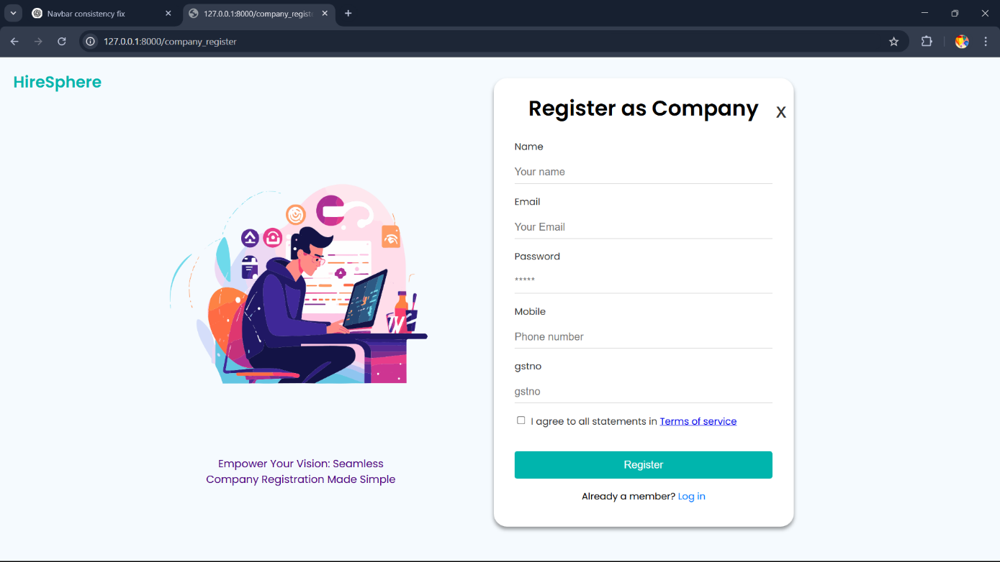 Navbar consistency fix
127.0.0.1:8000/company_registe
127.0.0.1:8000/company_register
HireSphere
Register as Company
X
Name
Your name
Email
Your Email
Password
*****
Mobile
Phone number
gstno
gstno
I agree to all statements in Terms of service
Register
Already a member? Log in
Empower Your Vision: Seamless
Company Registration Made Simple